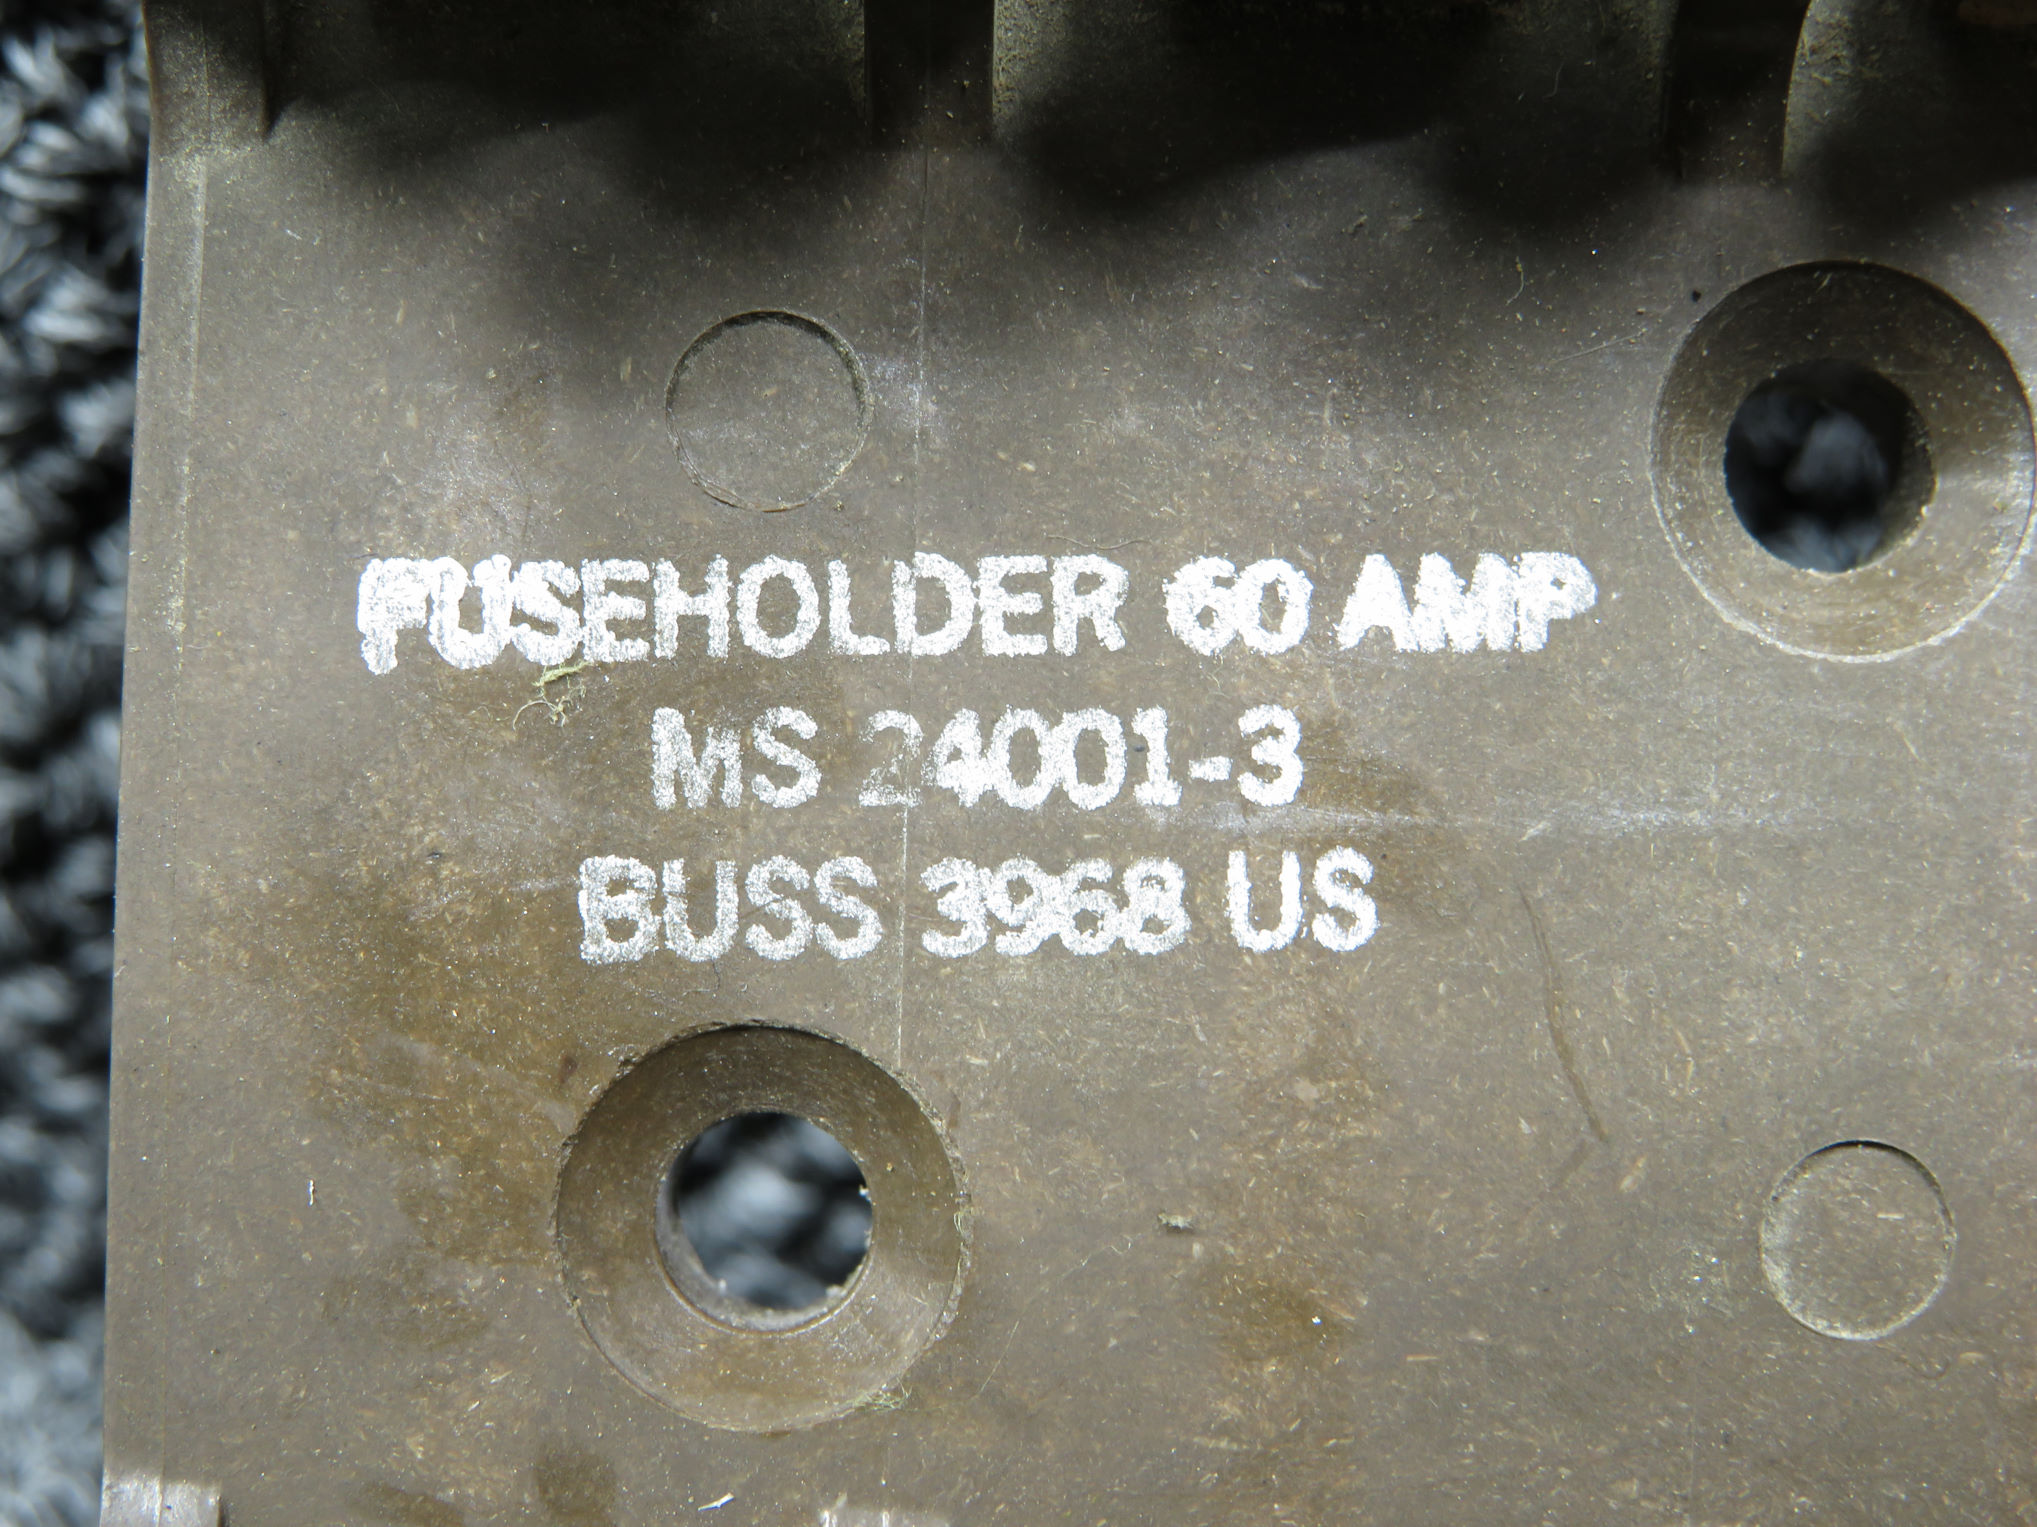 FUSEHOLDER 60 AMP
MS 24001-3
BUSS 3968 US